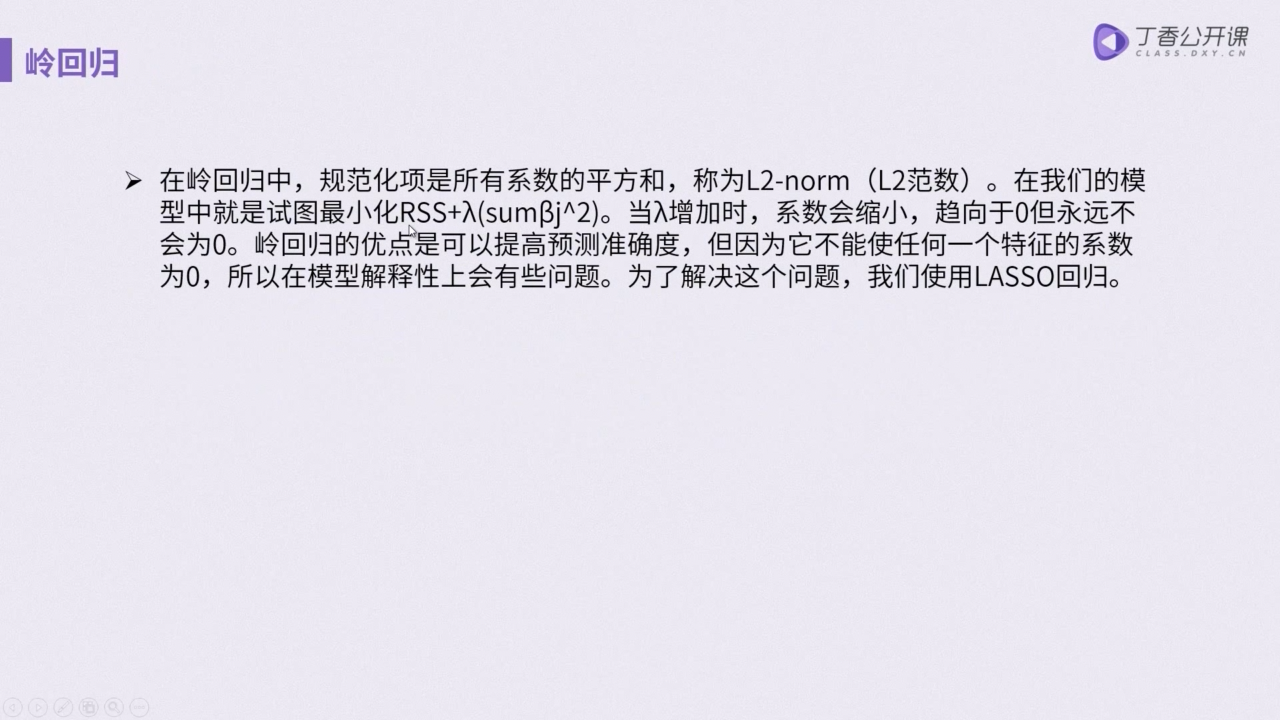 岭回归
丁香公开课
CLASS.DXY.CN
在岭回归中，规范化项是所有系数的平方和，称为L2-norm（L2范数）。在我们的模
型中就是试图最小化RSS+λ(sumβj^2)。当λ增加时，系数会缩小，趋向于0但永远不
会为0。岭回归的优点是可以提高预测准确度，但因为它不能使任何一个特征的系数
为0，所以在模型解释性上会有些问题。为了解决这个问题，我们使用LASSO回归。